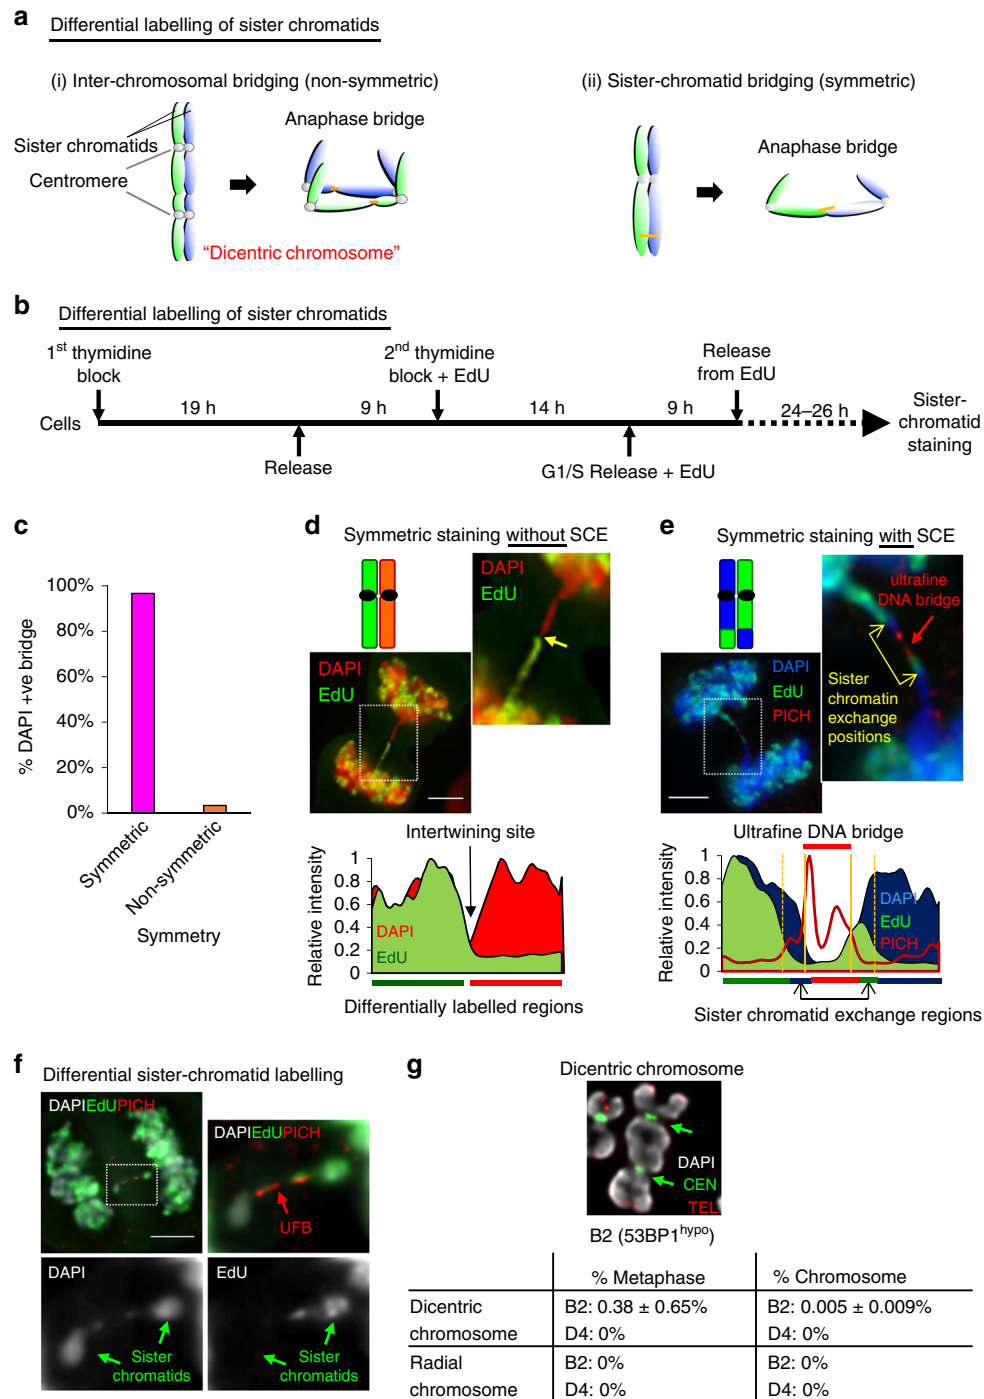 a
Differential labelling of sister chromatids
(i) Inter-chromosomal bridging (non-symmetric)
(ii) Sister-chromatid bridging (symmetric)
Anaphase bridge
Sister chromatids
Centromere
"Dicentric chromosome"
Anaphase bridge
b
Differential labelling of sister chromatids
1st thymidine
block
2nd thymidine
block + EdU
Release
from EdU
Cells
19 h
9 h
14 h
9 h
24–26 h
Sister-
chromatid
staining
Release
G1/S Release + EdU
c
100%
80%
60%
40%
20%
0%
% DAPI +ve bridge
Symmetric
Non-symmetric
Symmetry
d
Symmetric staining without SCE
DAPI
EdU
DAPI
EdU
Intertwining site
Relative intensity
1
0.8
0.6
0.4
0.2
0
DAPI
EdU
Differentially labelled regions
e
Symmetric staining with SCE
ultrafine
DNA bridge
DAPI
EdU
PICH
Sister
chromatin
exchange
positions
Ultrafine DNA bridge
Relative intensity
1
0.8
0.6
0.4
0.2
0
DAPI
EdU
PICH
Sister chromatid exchange regions
f
Differential sister-chromatid labelling
DAPIEdUPICH
DAPIEdUPICH
UFB
DAPI
Sister
chromatids
EdU
Sister
chromatids
g
Dicentric chromosome
DAPI
CEN
TEL
B2 (53BP1hypo)
% Metaphase % Chromosome
Dicentric B2: 0.38 ± 0.65% B2: 0.005 ± 0.009%
chromosome D4: 0% D4: 0%
Radial B2: 0% B2: 0%
chromosome D4: 0% D4: 0%